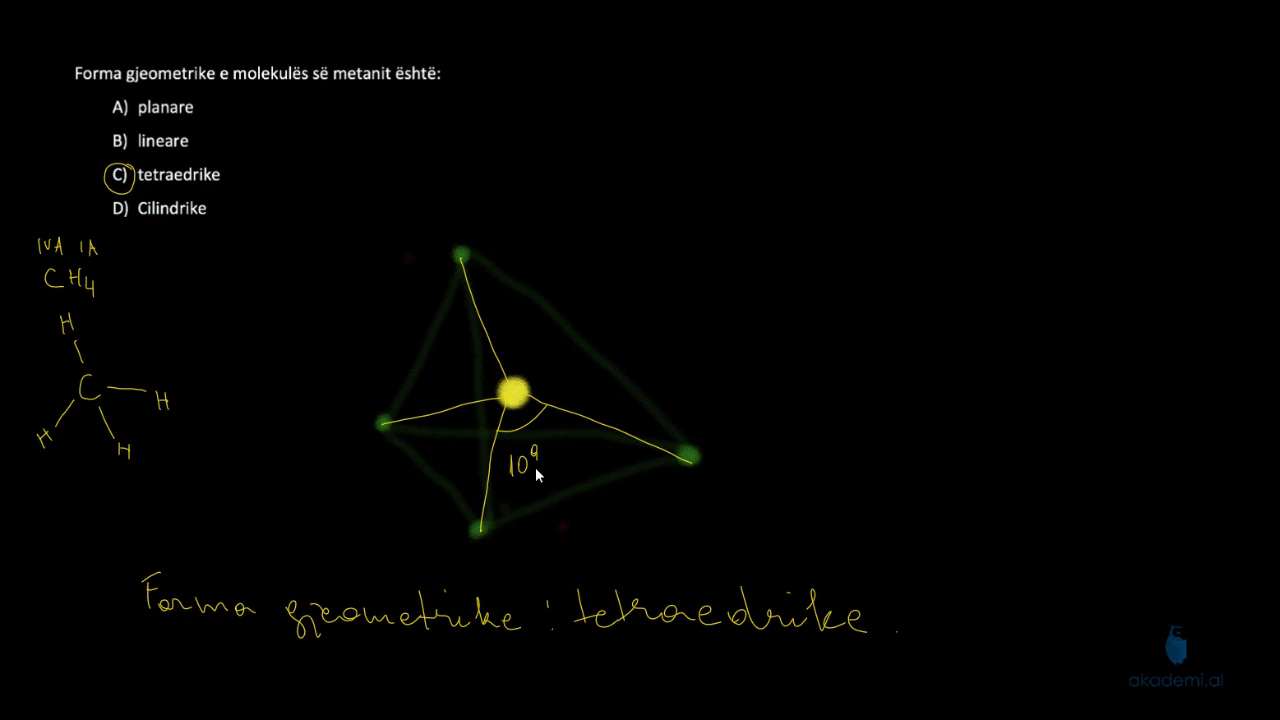 Forma gjeometrike e molekulës së metanit është:
A) planare
B) lineare
C) tetraedrike
D) Cilindrike
IVA IA
CH4
H
C H
H H
109
Forma gjeometrike : tetraedrike.
akademi.al